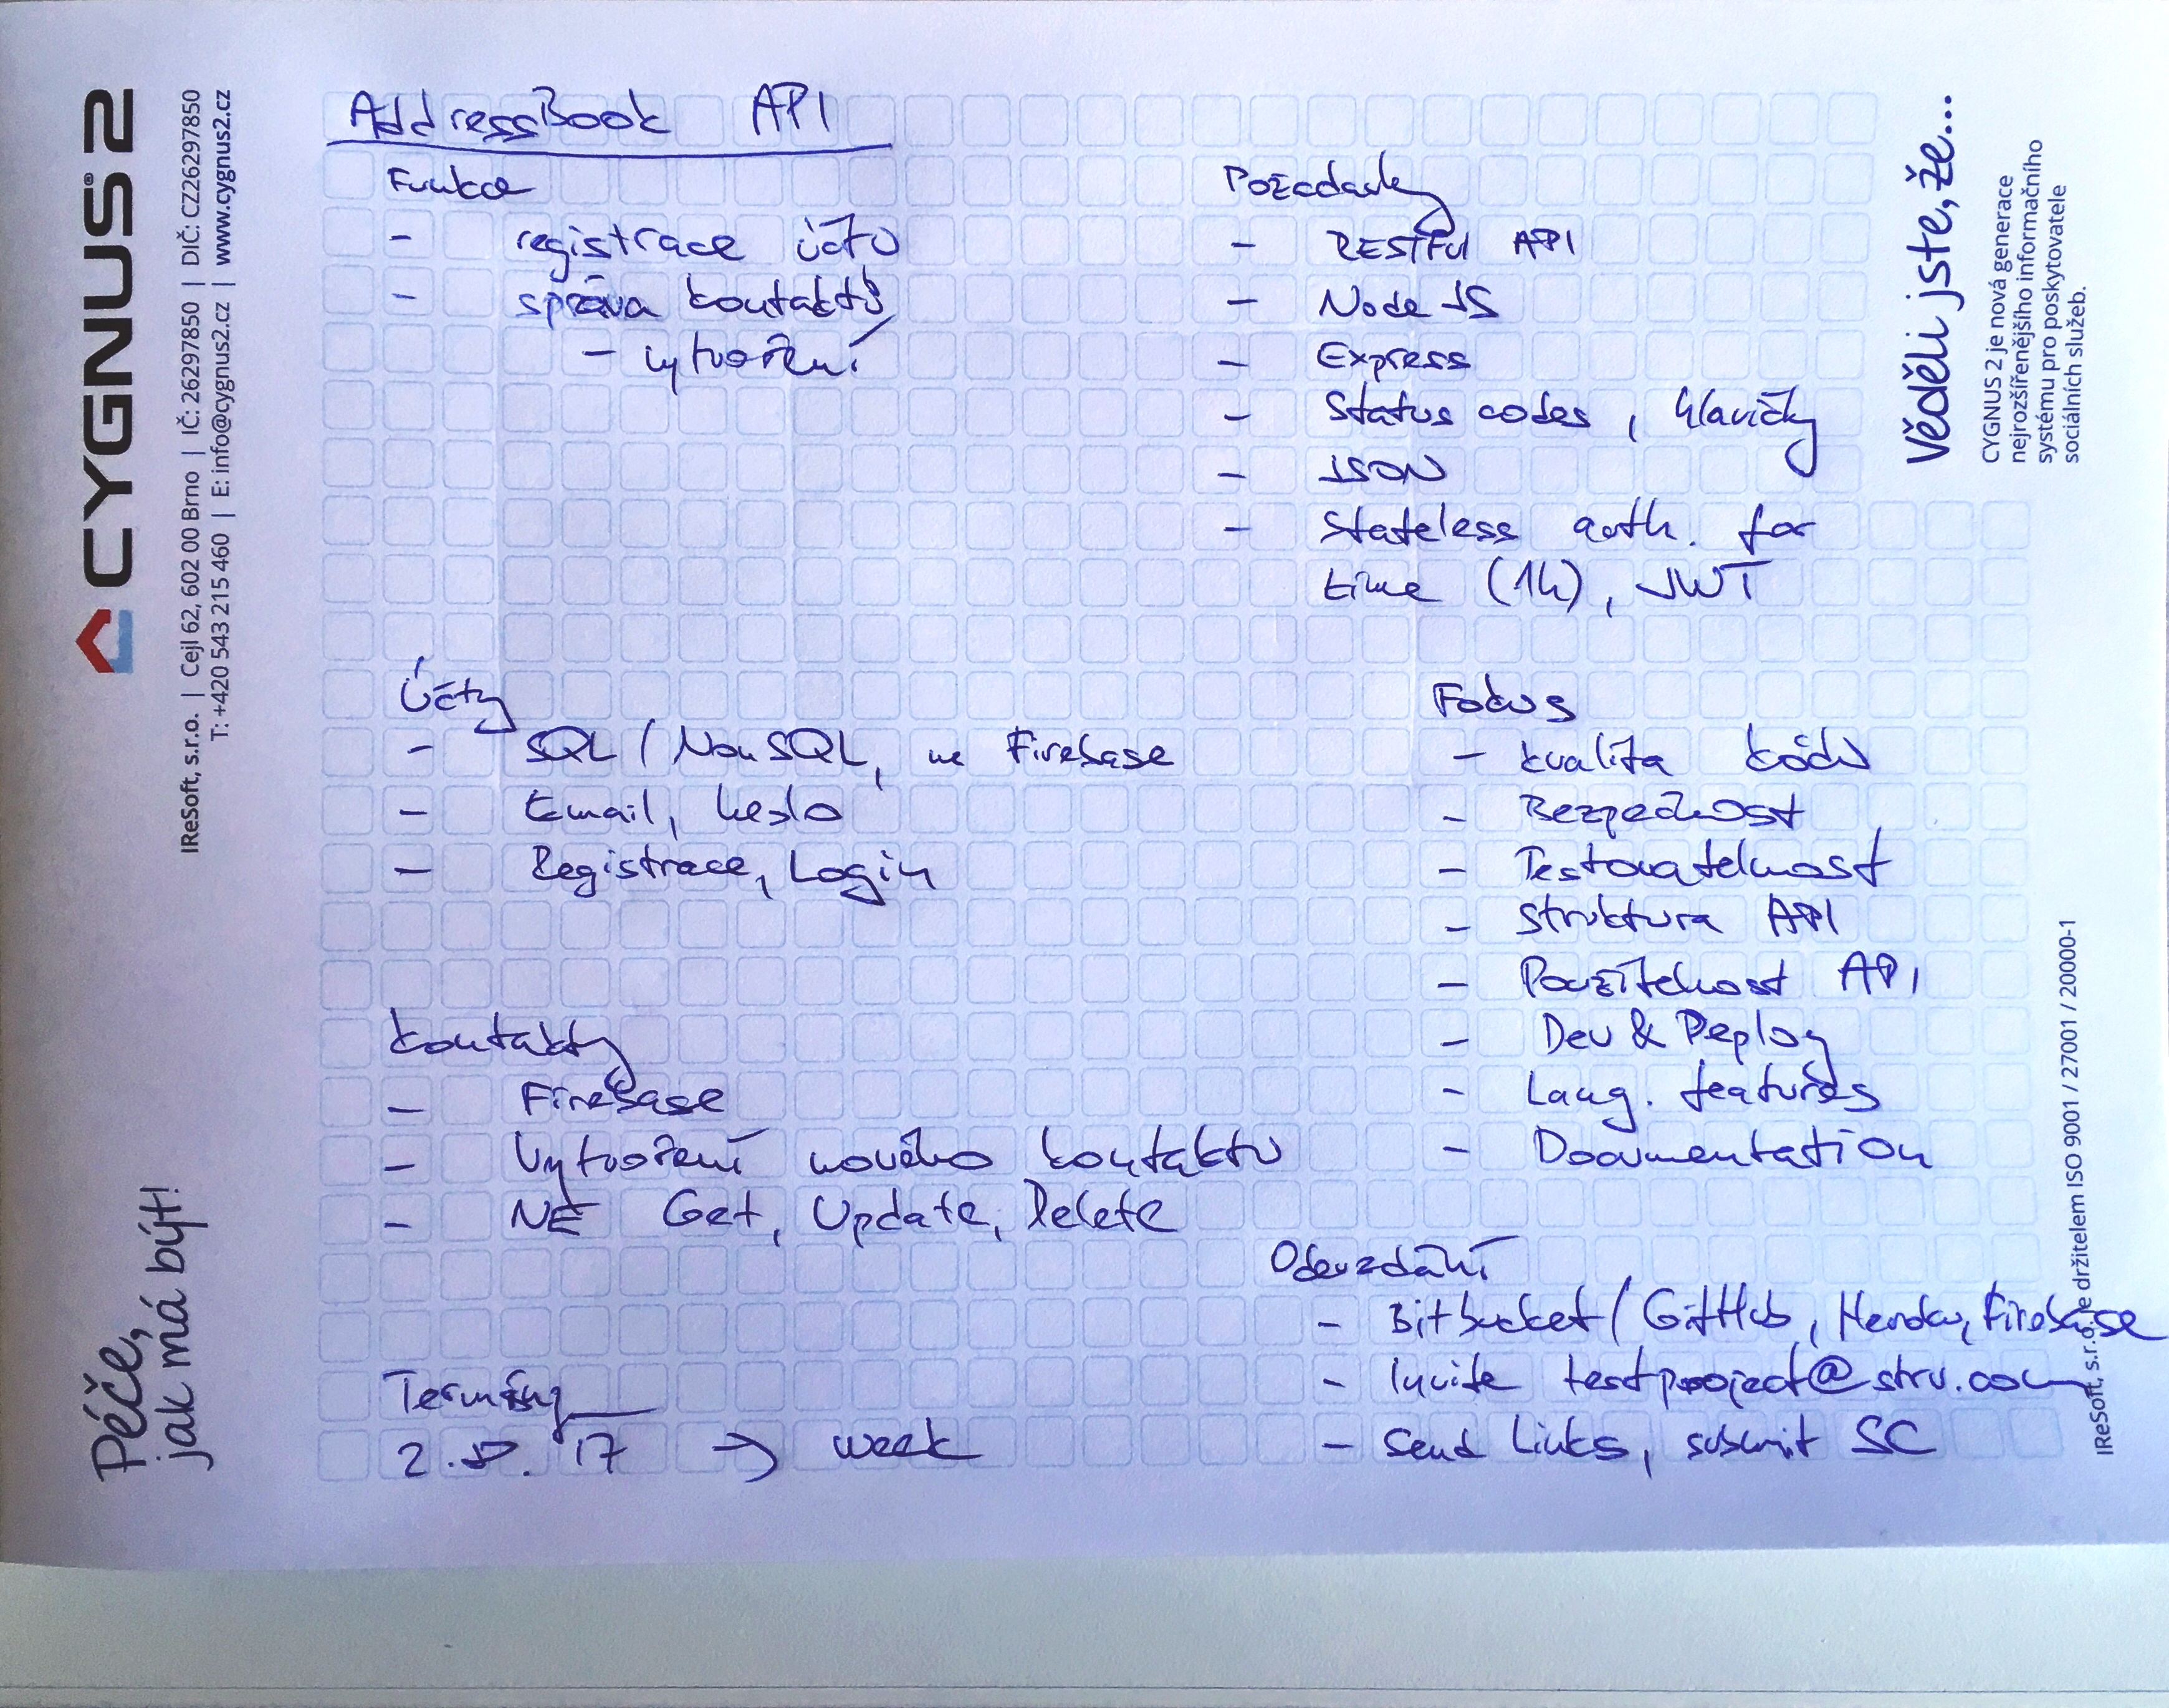 AddressBook API
Funkce
- registrace účtu
- správa kontaktů
- vytvoření
Účty
- SQL / NonSQL, ne Firebase
- Email, heslo
- Registrace, Login
Kontakty
- Firebase
- Vytvoření nového kontaktu
- NE Get, Update, Delete
Termíny
2. 17 → week
Požadavky
- RESTful API
- Node JS
- Express
- Status codes, hlavičky
- JSON
- Stateless auth. for
time (1h), JWT
Fokus
- kvalita kódu
- Bezpečnost
- Testovatelnost
- Struktura API
- Použitelnost API
- Dev & Deploy
- Lang. features
- Documentation
Odevzdání
- Bitbucket / GitHub, Heroku, Firebase
- Invite testproject@strv.com
- Send links, submit SC
CYGNUS® 2
IReSoft, s.r.o. | Cejl 62, 602 00 Brno | IČ: 26297850 | DIČ: CZ26297850
T: +420 543 215 460 | E: info@cygnus2.cz | www.cygnus2.cz
Péče,
jak má být!
Věděli jste, že...
CYGNUS 2 je nová generace
nejrozšířenějšího informačního
systému pro poskytovatele
sociálních služeb.
IReSoft, s.r.o. je držitelem ISO 9001 / 27001 / 20000-1